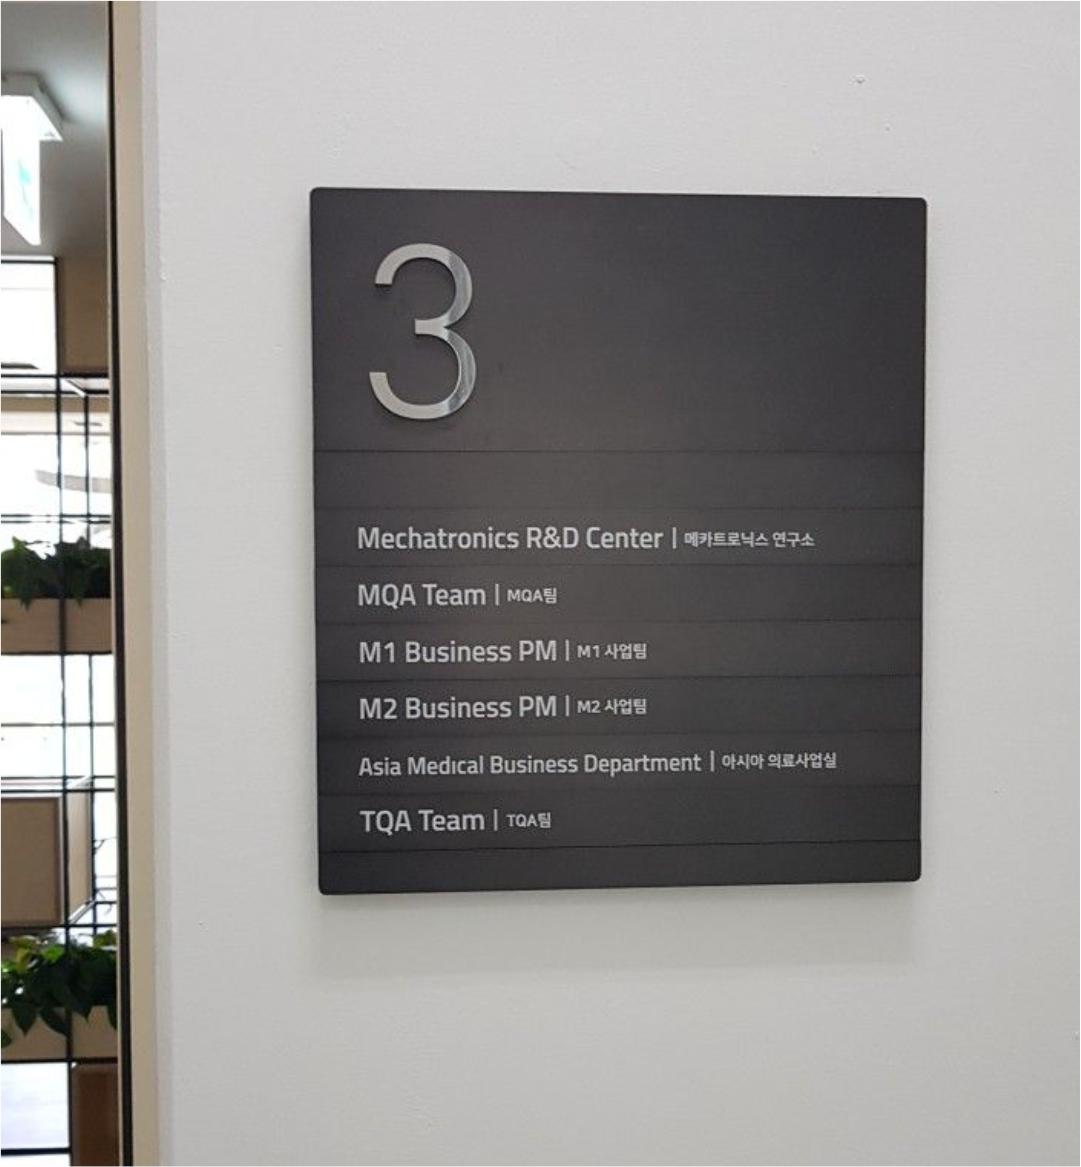 3
Mechatronics R&D Center | 메카트로닉스 연구소
MQA Team | MQA팀
M1 Business PM | M1 사업팀
M2 Business PM | M2 사업팀
Asia Medical Business Department | 아시아 의료사업실
TQA Team | TQA팀